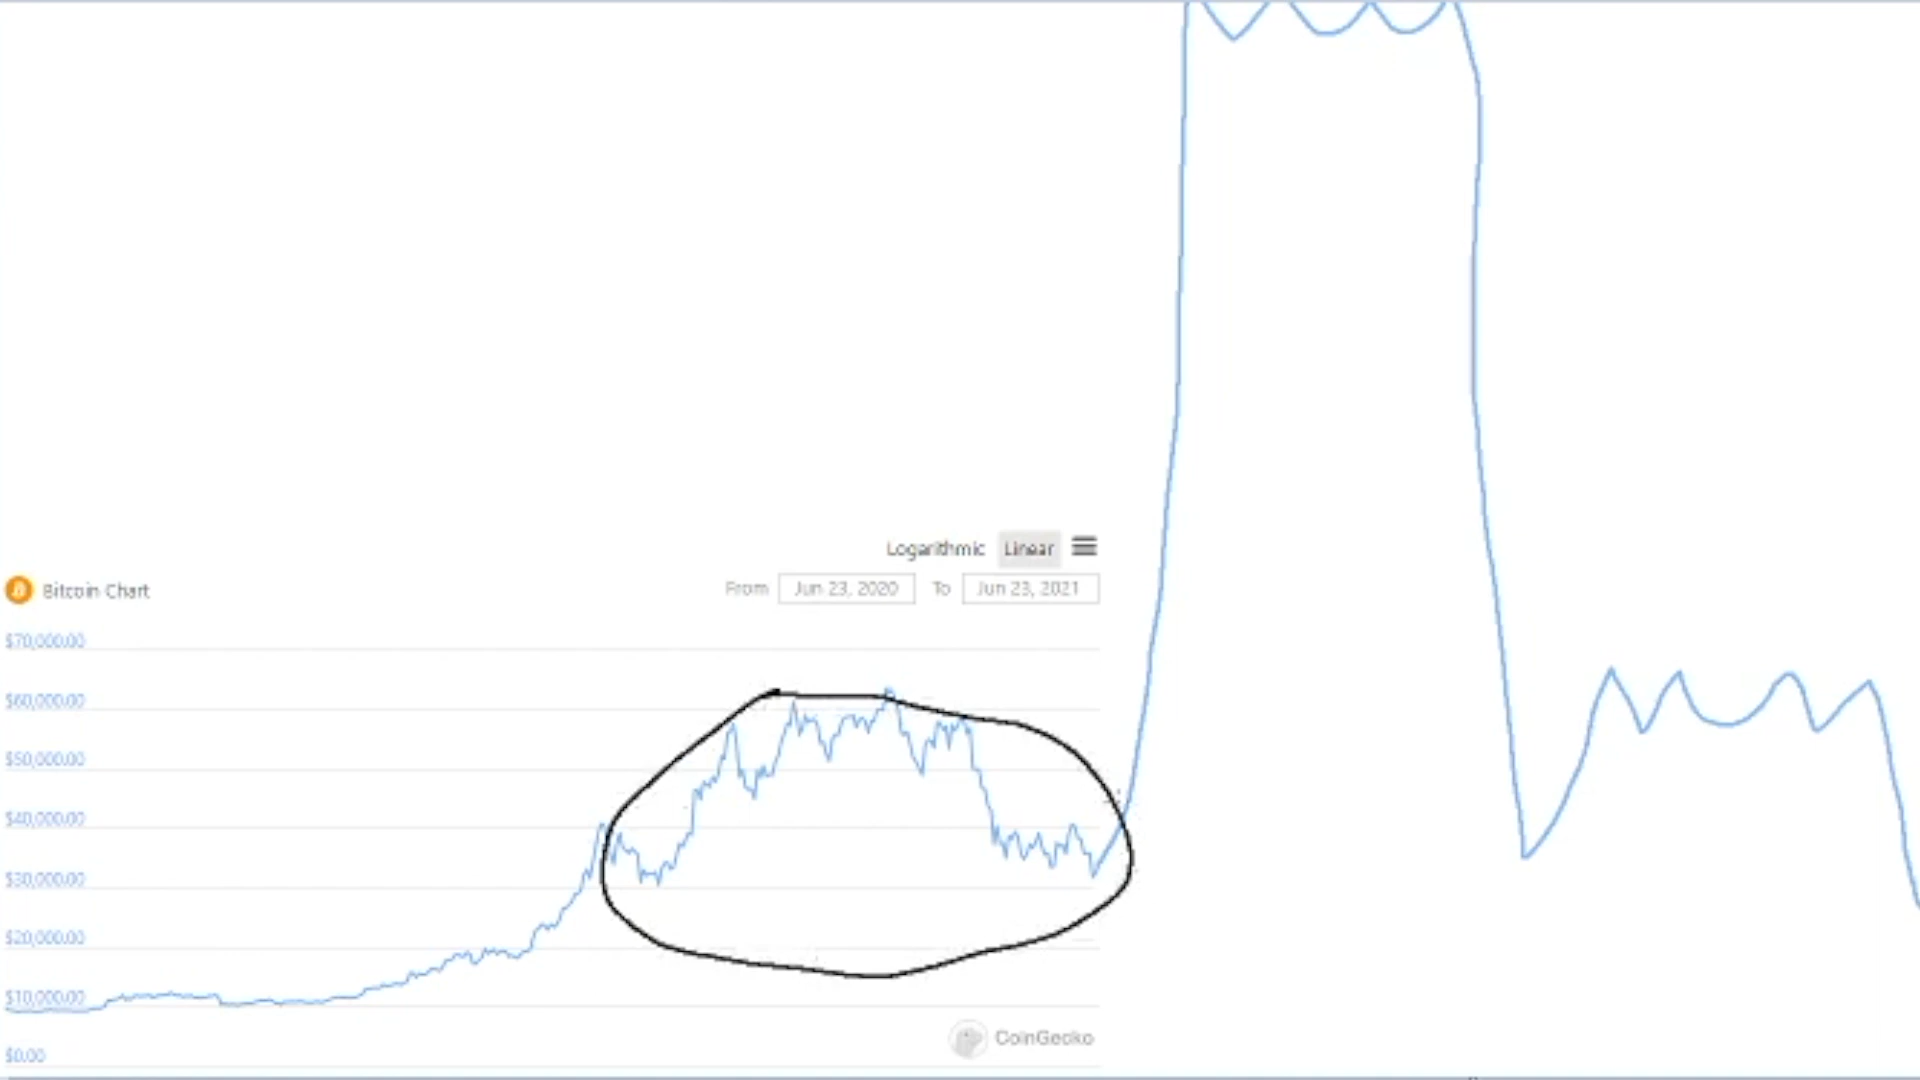 Logarithmic Linear
Bitcoin Chart
From Jun 23, 2020 To Jun 23, 2021
$70,000.00
$60,000.00
$50,000.00
$40,000.00
$30,000.00
$20,000.00
$10,000.00
CoinGecko
$0.00